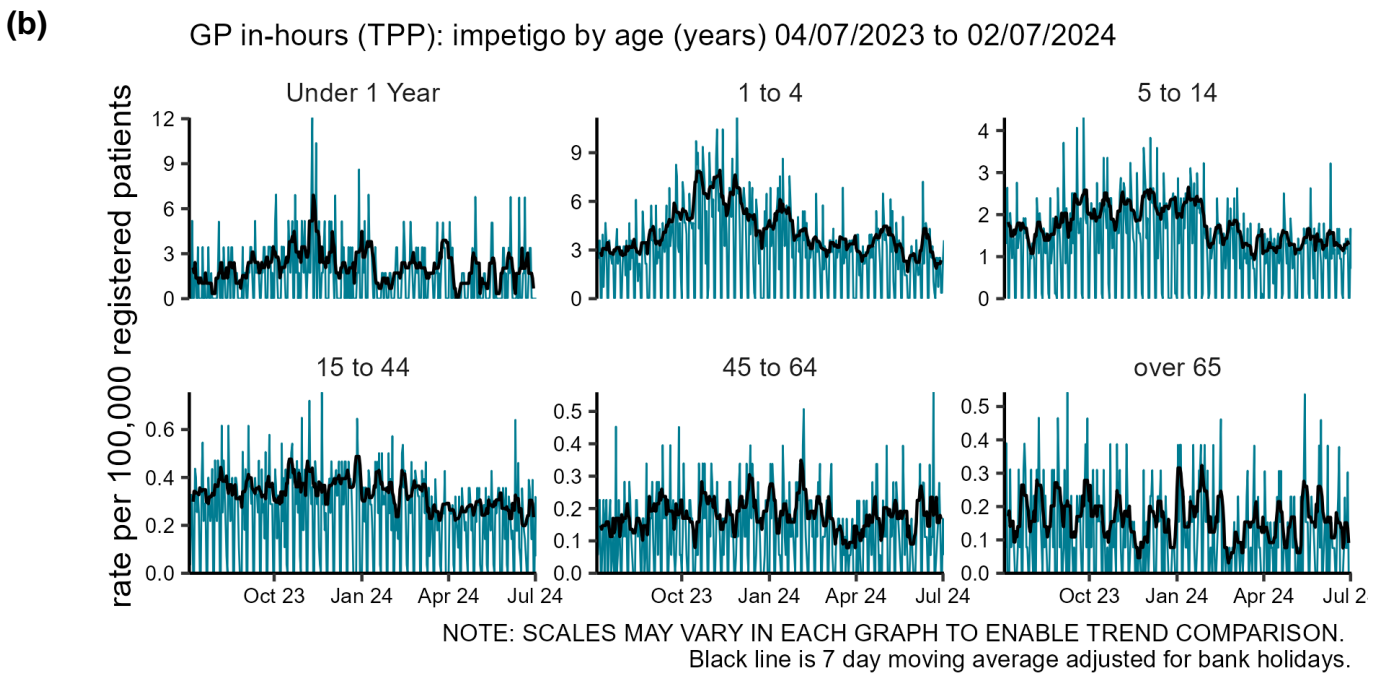 (b)
GP in-hours (TPP): impetigo by age (years) 04/07/2023 to 02/07/2024
rate per 100,000 registered patients
Under 1 Year
12
9
6
3
0
1 to 4
9
6
3
0
5 to 14
4
3
2
1
0
15 to 44
0.6
0.4
0.2
0.0
Oct 23 Jan 24 Apr 24 Jul 24
45 to 64
0.5
0.4
0.3
0.2
0.1
0.0
Oct 23 Jan 24 Apr 24 Jul 24
over 65
0.5
0.4
0.3
0.2
0.1
0.0
Oct 23 Jan 24 Apr 24 Jul 2
NOTE: SCALES MAY VARY IN EACH GRAPH TO ENABLE TREND COMPARISON.
Black line is 7 day moving average adjusted for bank holidays.